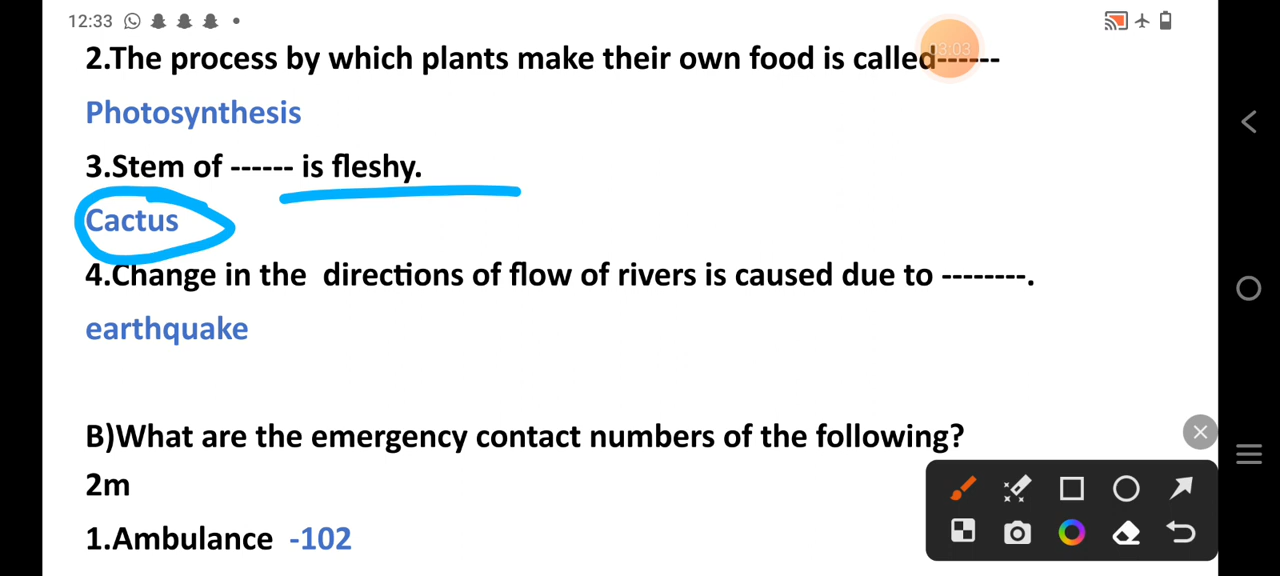 12:33
03:03
2.The process by which plants make their own food is called------
Photosynthesis
3.Stem of ------ is fleshy.
Cactus
4.Change in the  directions of flow of rivers is caused due to --------.
earthquake
B)What are the emergency contact numbers of the following?
2m
1.Ambulance  -102